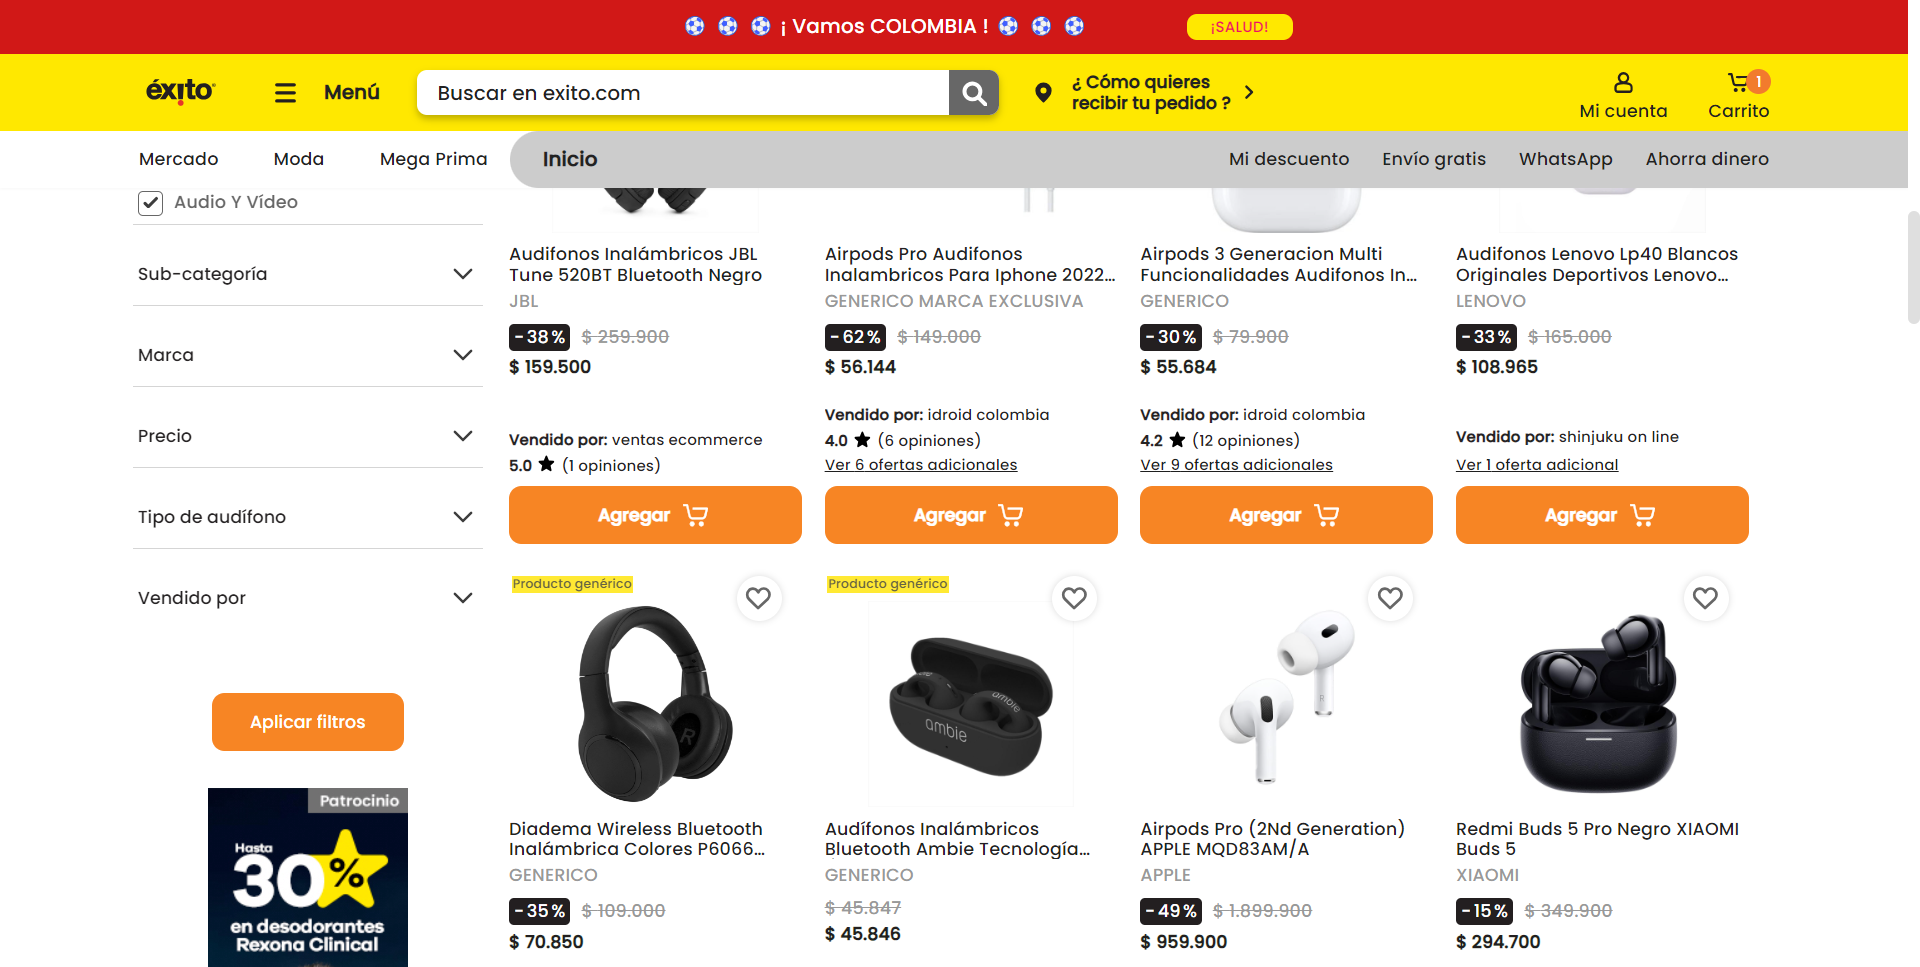 ¡ Vamos COLOMBIA !
¡SALUD!
éxito
Menú
Buscar en exito.com
¿ Cómo quieres
recibir tu pedido ?
Mi cuenta
1
Carrito
Mercado
Moda
Mega Prima
Inicio
Mi descuento
Envío gratis
WhatsApp
Ahorra dinero
Audio Y Vídeo
Sub-categoría
Marca
Precio
Tipo de audífono
Vendido por
Aplicar filtros
Patrocinio
Hasta
30%
en desodorantes
Rexona Clinical
Audifonos Inalámbricos JBL
Tune 520BT Bluetooth Negro
JBL
-38% $ 259.900
$ 159.500
Vendido por: ventas ecommerce
5.0 (1 opiniones)
Agregar
Airpods Pro Audifonos
Inalambricos Para Iphone 2022...
GENERICO MARCA EXCLUSIVA
-62% $ 149.000
$ 56.144
Vendido por: idroid colombia
4.0 (6 opiniones)
Ver 6 ofertas adicionales
Agregar
Airpods 3 Generacion Multi
Funcionalidades Audifonos In...
GENERICO
-30% $ 79.900
$ 55.684
Vendido por: idroid colombia
4.2 (12 opiniones)
Ver 9 ofertas adicionales
Agregar
Audifonos Lenovo Lp40 Blancos
Originales Deportivos Lenovo...
LENOVO
-33% $ 165.000
$ 108.965
Vendido por: shinjuku on line
Ver 1 oferta adicional
Agregar
Producto genérico
R
Diadema Wireless Bluetooth
Inalámbrica Colores P6066...
GENERICO
-35% $ 109.000
$ 70.850
Producto genérico
ambie
ambie
Audífonos Inalámbricos
Bluetooth Ambie Tecnología...
GENERICO
$ 45.847
$ 45.846
R
Airpods Pro (2Nd Generation)
APPLE MQD83AM/A
APPLE
-49% $ 1.899.900
$ 959.900
Redmi Buds 5 Pro Negro XIAOMI
Buds 5
XIAOMI
-15% $ 349.900
$ 294.700